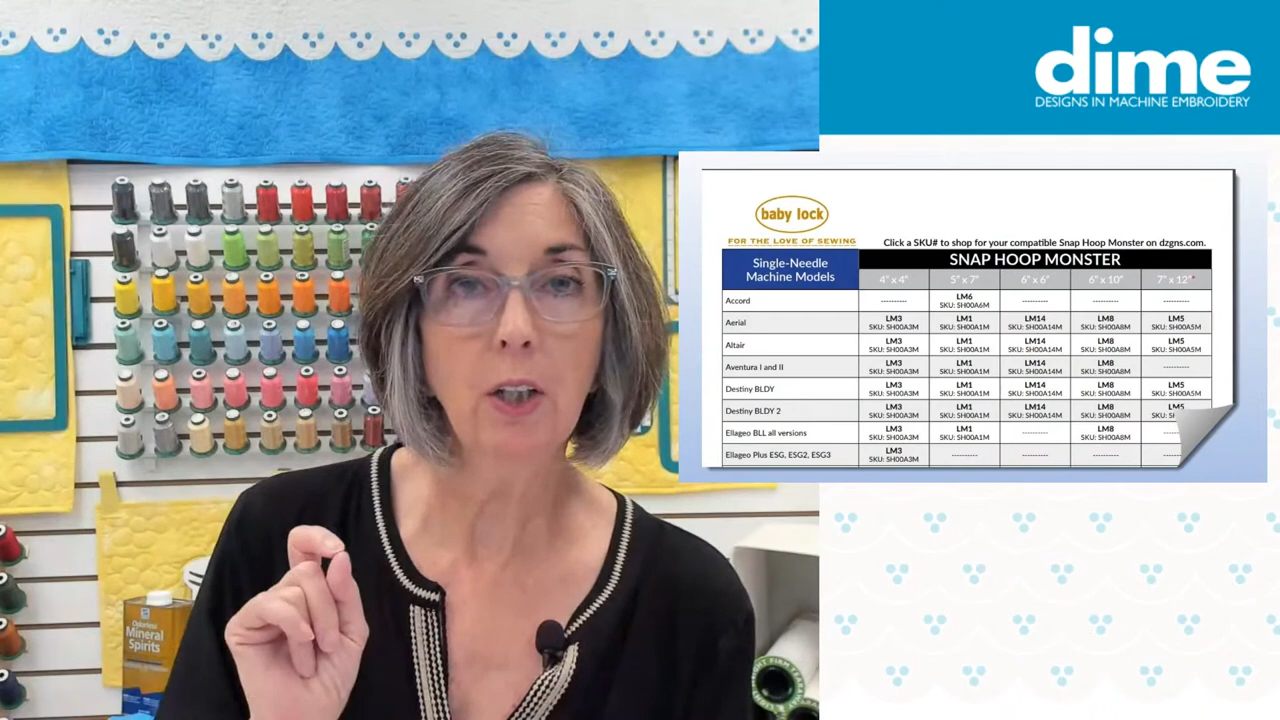 dime
DESIGNS IN MACHINE EMBROIDERY
baby lock
FOR THE LOVE OF SEWING
Click a SKU# to shop for your compatible Snap Hoop Monster on dzgns.com.
Single-Needle Machine Models
SNAP HOOP MONSTER
4" x 4" 5" x 7" 6" x 6" 6" x 10" 7" x 12"*
Accord ---------- LM6 ---------- ---------- ----------
SKU: SH00A6M
Aerial LM3 LM1 LM14 LM8 LM5
SKU: SH00A3M SKU: SH00A1M SKU: SH00A14M SKU: SH00A8M SKU: SH00A5M
Altair LM3 LM1 LM14 LM8 LM5
SKU: SH00A3M SKU: SH00A1M SKU: SH00A14M SKU: SH00A8M SKU: SH00A5M
Aventura I and II LM3 LM1 LM14 LM8 ----------
SKU: SH00A3M SKU: SH00A1M SKU: SH00A14M SKU: SH00A8M
Destiny BLDY LM3 LM1 LM14 LM8 LM5
SKU: SH00A3M SKU: SH00A1M SKU: SH00A14M SKU: SH00A8M SKU: SH00A5M
Destiny BLDY 2 LM3 LM1 LM14 LM8 LM5
SKU: SH00A3M SKU: SH00A1M SKU: SH00A14M SKU: SH00A8M SKU: SH
Ellageo BLL all versions LM3 LM1 ---------- LM8 -----
SKU: SH00A3M SKU: SH00A1M SKU: SH00A8M
Ellageo Plus ESG, ESG2, ESG3 LM3 ---------- ---------- ---------- -----
SKU: SH00A3M
Odorless
Mineral
Spirits